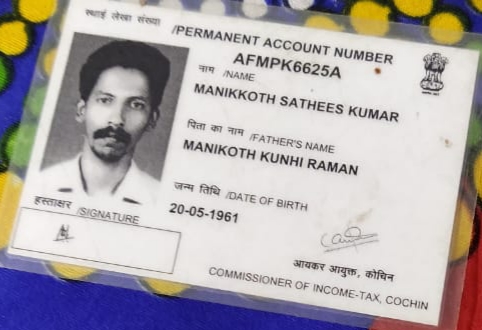 स्थाई लेखा संख्या /PERMANENT ACCOUNT NUMBER
AFMPK6625A
नाम /NAME
MANIKKOTH SATHEES KUMAR
पिता का नाम /FATHER'S NAME
MANIKOTH KUNHI RAMAN
जन्म तिथि /DATE OF BIRTH
20-05-1961
हस्ताक्षर /SIGNATURE
आयकर आयुक्त, कोचिन
COMMISSIONER OF INCOME-TAX, COCHIN